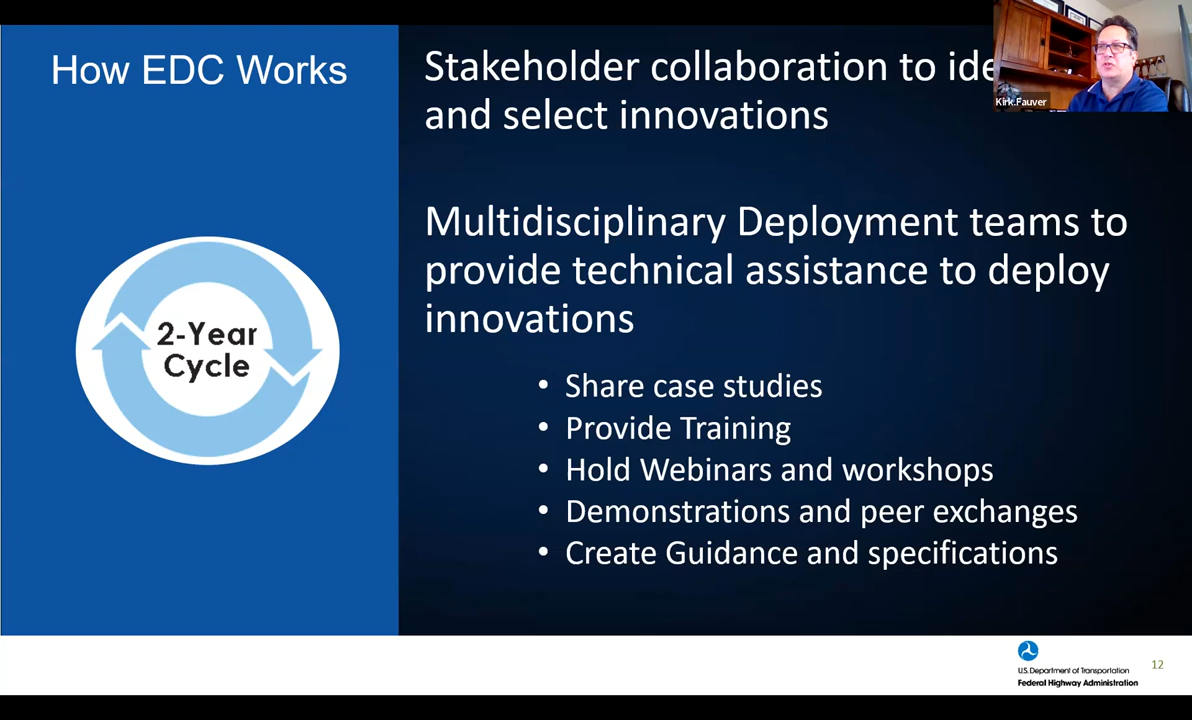 How EDC Works
2-Year
Cycle
Stakeholder collaboration to
and select innovations
Multidisciplinary Deployment teams to
provide technical assistance to deploy
innovations
• Share case studies
• Provide Training
• Hold Webinars and workshops
• Demonstrations and peer exchanges
• Create Guidance and specifications
Kirk.Fauver
U.S. Department of Transportation
Federal Highway Administration
12